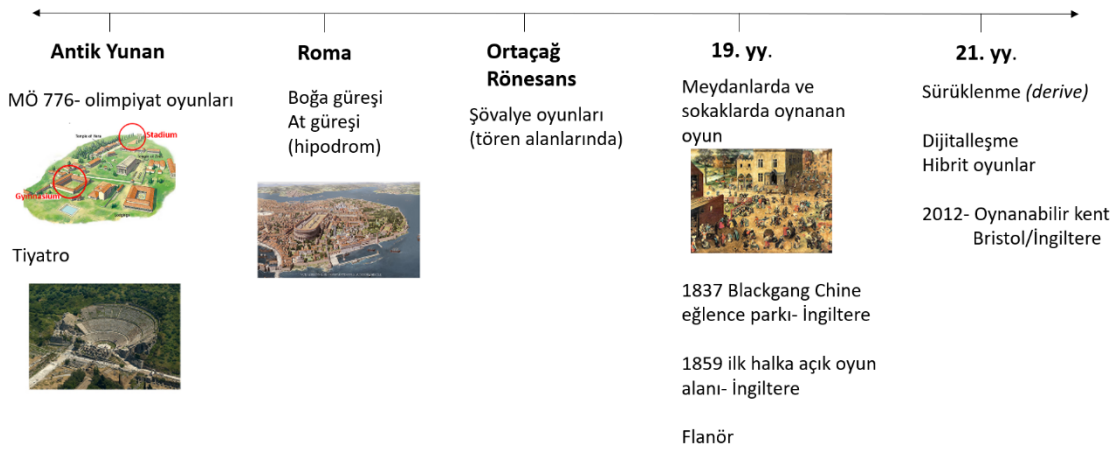 Antik Yunan
MÖ 776- olimpiyat oyunları
Stadium
Gymnasium
Tiyatro
Roma
Boğa güreşi
At güreşi
(hipodrom)
Ortaçağ
Rönesans
Şövalye oyunları
(tören alanlarında)
19. yy.
Meydanlarda ve
sokaklarda oynanan
oyun
1837 Blackgang Chine
eğlence parkı- İngiltere
1859 ilk halka açık oyun
alanı- İngiltere
Flanör
21. yy.
Sürüklenme (derive)
Dijitalleşme
Hibrit oyunlar
2012- Oynanabilir kent
Bristol/İngiltere